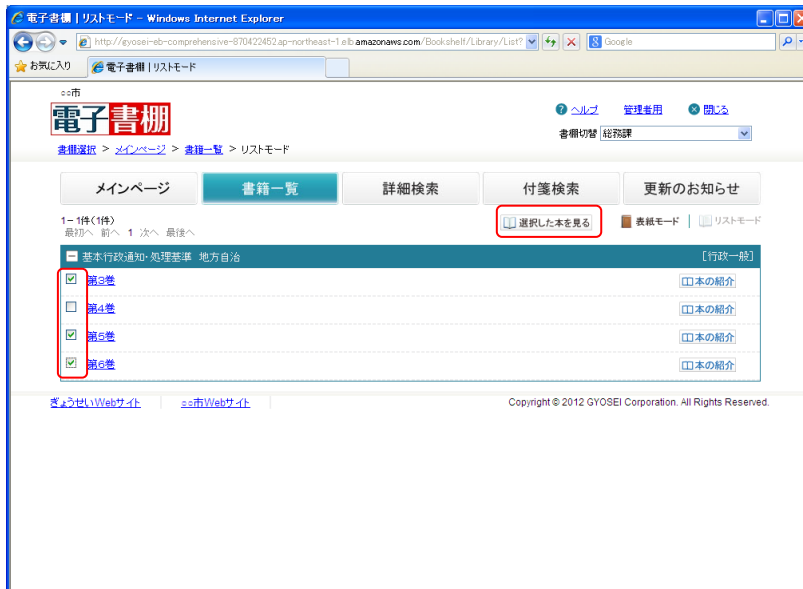 電子書棚 | リストモード - Windows Internet Explorer
http://gyosei-eb-comprehensive-870422452.ap-northeast-1.elb.amazonaws.com/Bookshelf/Library/List?
Google
お気に入り
電子書棚 | リストモード
○○市
電子書棚
ヘルプ 管理者用 閉じる
書棚切替 総務課
書棚選択 > メインページ > 書籍一覧 > リストモード
メインページ 書籍一覧 詳細検索 付箋検索 更新のお知らせ
1-1件(1件)
最初へ 前へ 1 次へ 最後へ
選択した本を見る 表紙モード | リストモード
基本行政通知・処理基準 地方自治 [行政一般]
第3巻 本の紹介
第4巻 本の紹介
第5巻 本の紹介
第6巻 本の紹介
ぎょうせいWebサイト ○○市Webサイト Copyright © 2012 GYOSEI Corporation. All Rights Reserved.